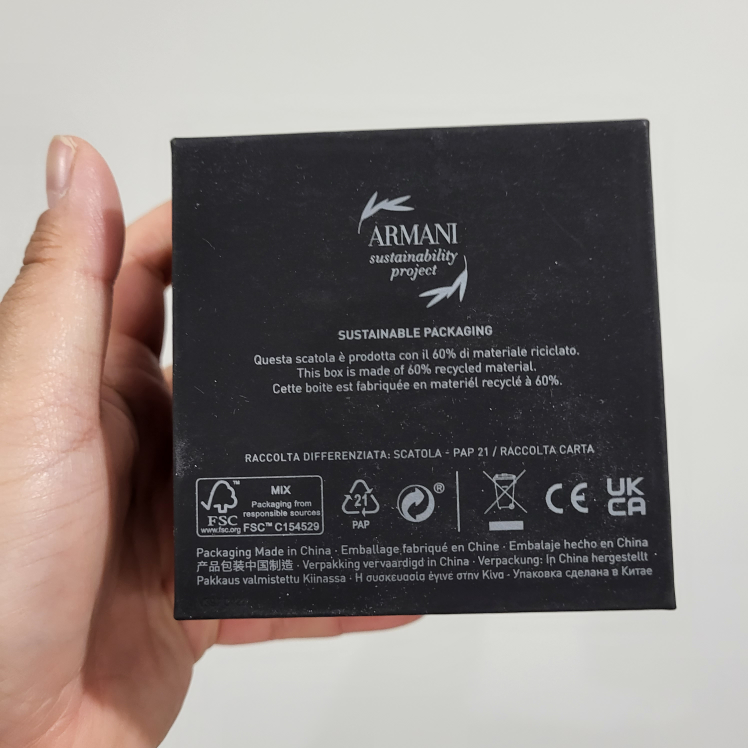 ARMANI
sustainability
project
SUSTAINABLE PACKAGING
Questa scatola è prodotta con il 60% di materiale riciclato.
This box is made of 60% recycled material.
Cette boite est fabriquée en materiél recyclé à 60%.
RACCOLTA DIFFERENZIATA: SCATOLA - PAP 21 / RACCOLTA CARTA
FSC
www.fsc.org
MIX
Packaging from
responsible sources
FSC™ C154529
21
PAP
®
CE
UK
CA
Packaging Made in China · Emballage fabriqué en Chine · Embalaje hecho en China
产品包装中国制造 · Verpakking vervaardigd in China · Verpackung: In China hergestellt ·
Pakkaus valmistettu Kiinassa · Η συσκευασία έγινε στην Κίνα · Упаковка сделана в Китае